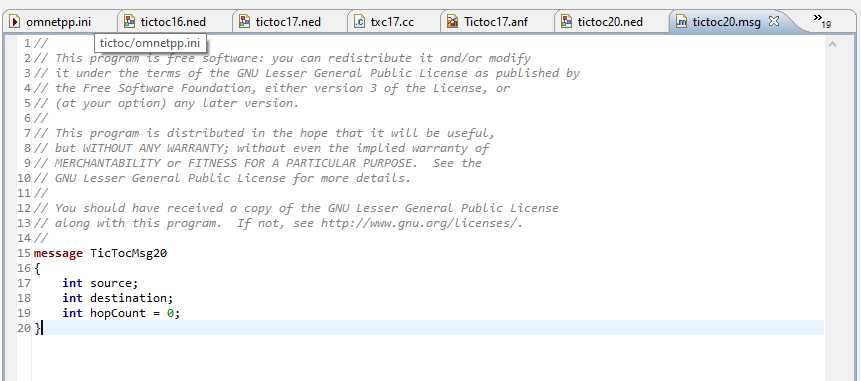 omnetpp.ini tictoc16.ned tictoc17.ned txc17.cc Tictoc17.anf tictoc20.ned tictoc20.msg »19
tictoc/omnetpp.ini
1 //
2 // This program is free software: you can redistribute it and/or modify
3 // it under the terms of the GNU Lesser General Public License as published by
4 // the Free Software Foundation, either version 3 of the License, or
5 // (at your option) any later version.
6 //
7 // This program is distributed in the hope that it will be useful,
8 // but WITHOUT ANY WARRANTY; without even the implied warranty of
9 // MERCHANTABILITY or FITNESS FOR A PARTICULAR PURPOSE.  See the
10 // GNU Lesser General Public License for more details.
11 //
12 // You should have received a copy of the GNU Lesser General Public License
13 // along with this program.  If not, see http://www.gnu.org/licenses/.
14 //
15 message TicTocMsg20
16 {
17     int source;
18     int destination;
19     int hopCount = 0;
20 }